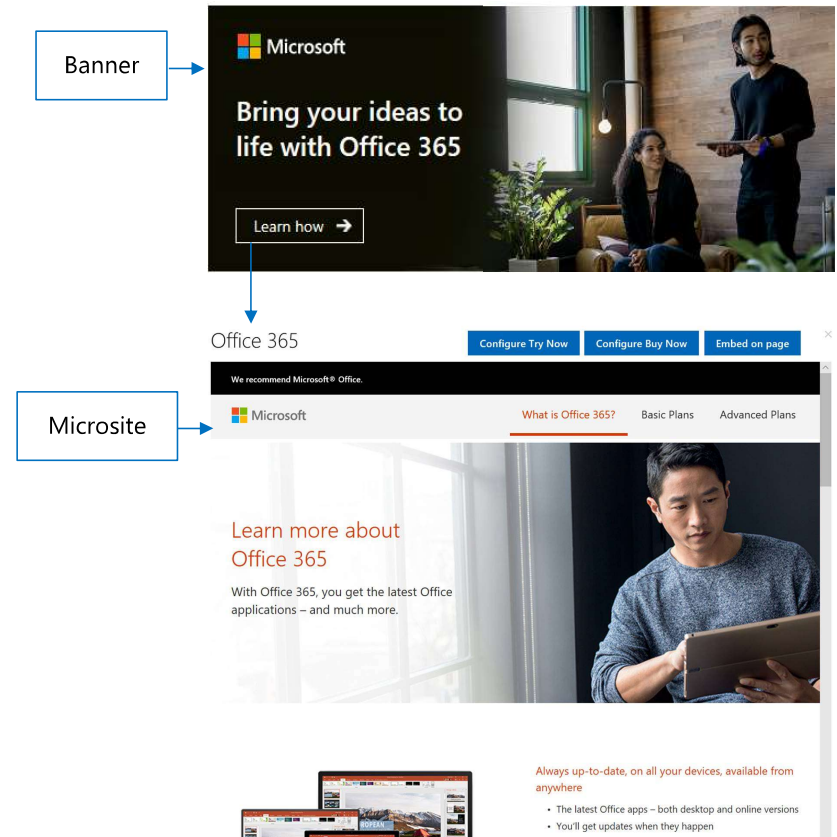 Banner
Microsoft
Bring your ideas to
life with Office 365
Learn how
Office 365
Configure Try Now
Configure Buy Now
Embed on page
We recommend Microsoft® Office.
Microsite
Microsoft
What is Office 365?
Basic Plans
Advanced Plans
Learn more about
Office 365
With Office 365, you get the latest Office
applications – and much more.
Always up-to-date, on all your devices, available from
anywhere
• The latest Office apps – both desktop and online versions
• You'll get updates when they happen